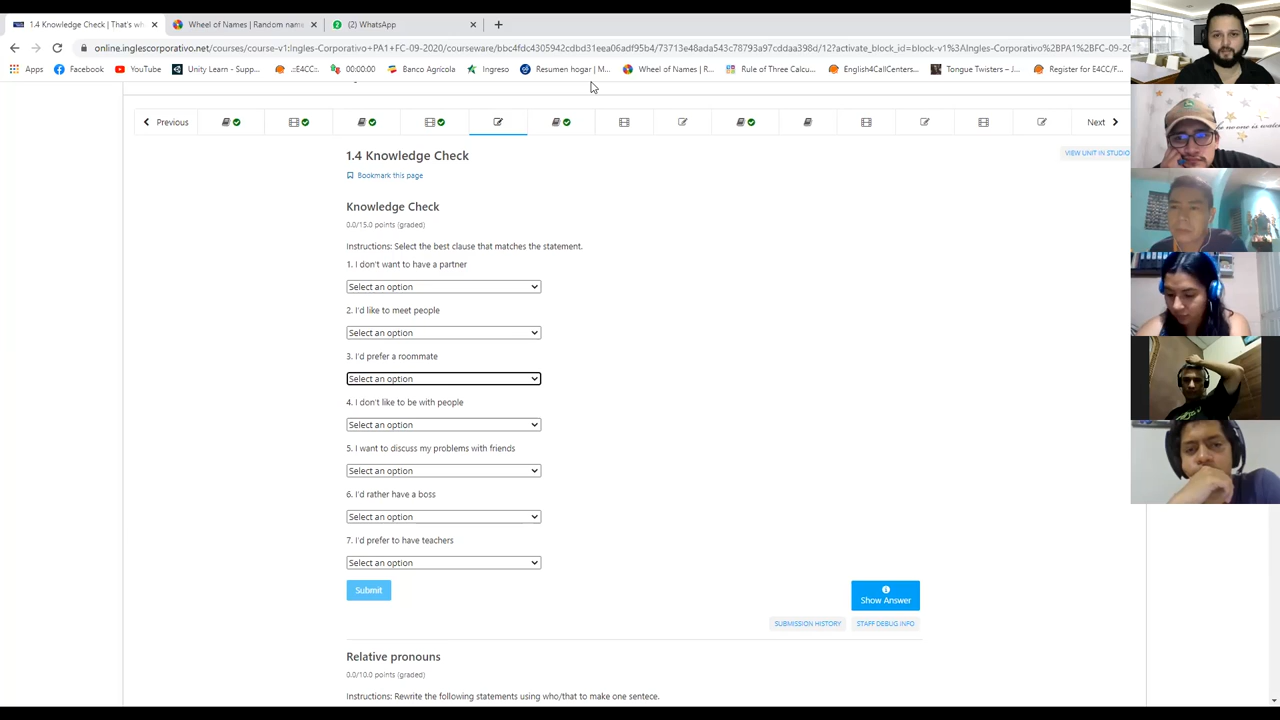 1.4 Knowledge Check | That's wh
Wheel of Names | Random name
(2) WhatsApp
online.inglescorporativo.net/courses/course-v1:Ingles-Corporativo+PA1+FC-09-2020/courseware/bbc4fdc4305942cdbd31eea06adf95b4/73713e48ada543c78793a97cddaa398d/12?activate_block_id=block-v1%3AIngles-Corporativo%2BPA1%2BFC-09-20
Apps Facebook YouTube Unity Learn - Supp... .::E4CC:. 00:00:00 Banco Agrícola Ingreso Resumen hogar | M... Wheel of Names | R... Rule of Three Calcu... English4CallCenters... Tongue Twisters – J... Register for E4CC/F...
Previous Next
VIEW UNIT IN STUDIO
1.4 Knowledge Check
Bookmark this page
Knowledge Check
0.0/15.0 points (graded)
Instructions: Select the best clause that matches the statement.
1. I don't want to have a partner
Select an option
2. I'd like to meet people
Select an option
3. I'd prefer a roommate
Select an option
4. I don't like to be with people
Select an option
5. I want to discuss my problems with friends
Select an option
6. I'd rather have a boss
Select an option
7. I'd prefer to have teachers
Select an option
Submit
Show Answer
SUBMISSION HISTORY STAFF DEBUG INFO
Relative pronouns
0.0/10.0 points (graded)
Instructions: Rewrite the following statements using who/that to make one sentece.